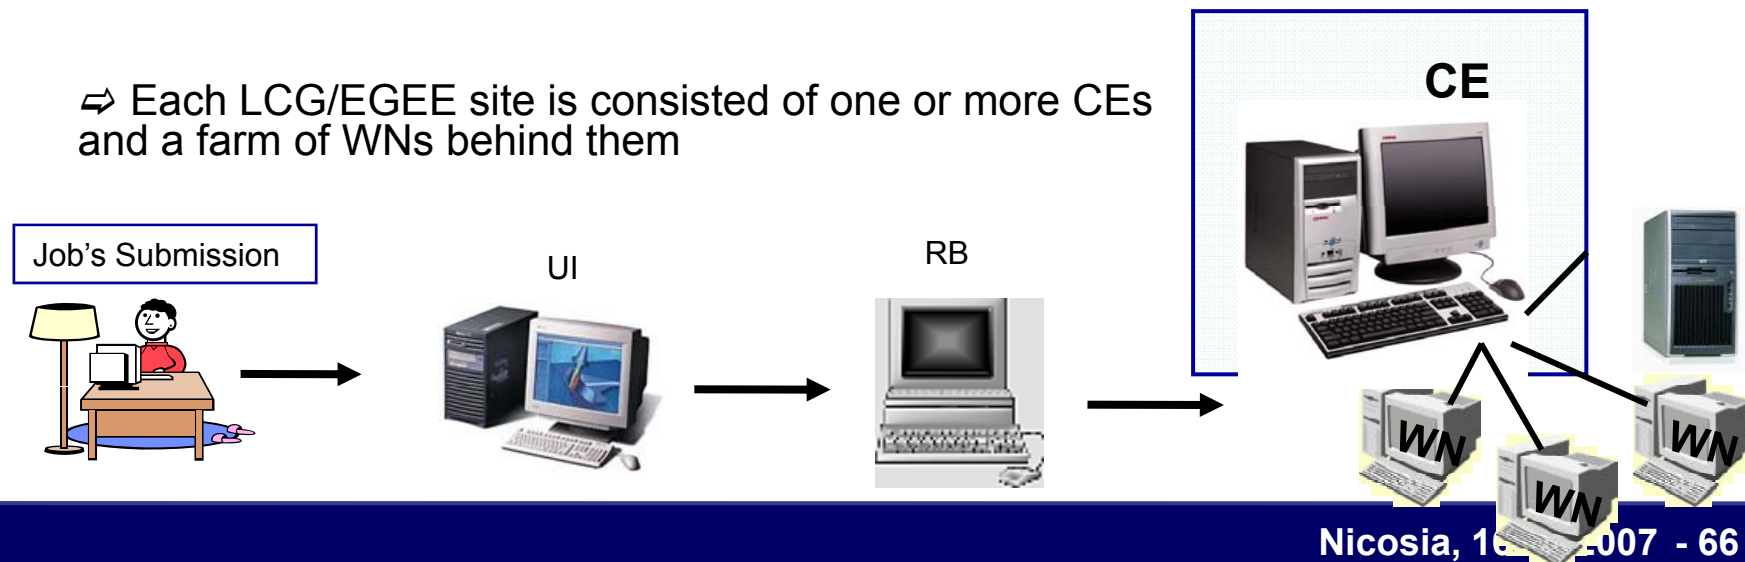 CE
⇨ Each LCG/EGEE site is consisted of one or more CEs
and a farm of WNs behind them
Job's Submission
UI
RB
WN
WN
WN
Nicosia, 1 007 - 66